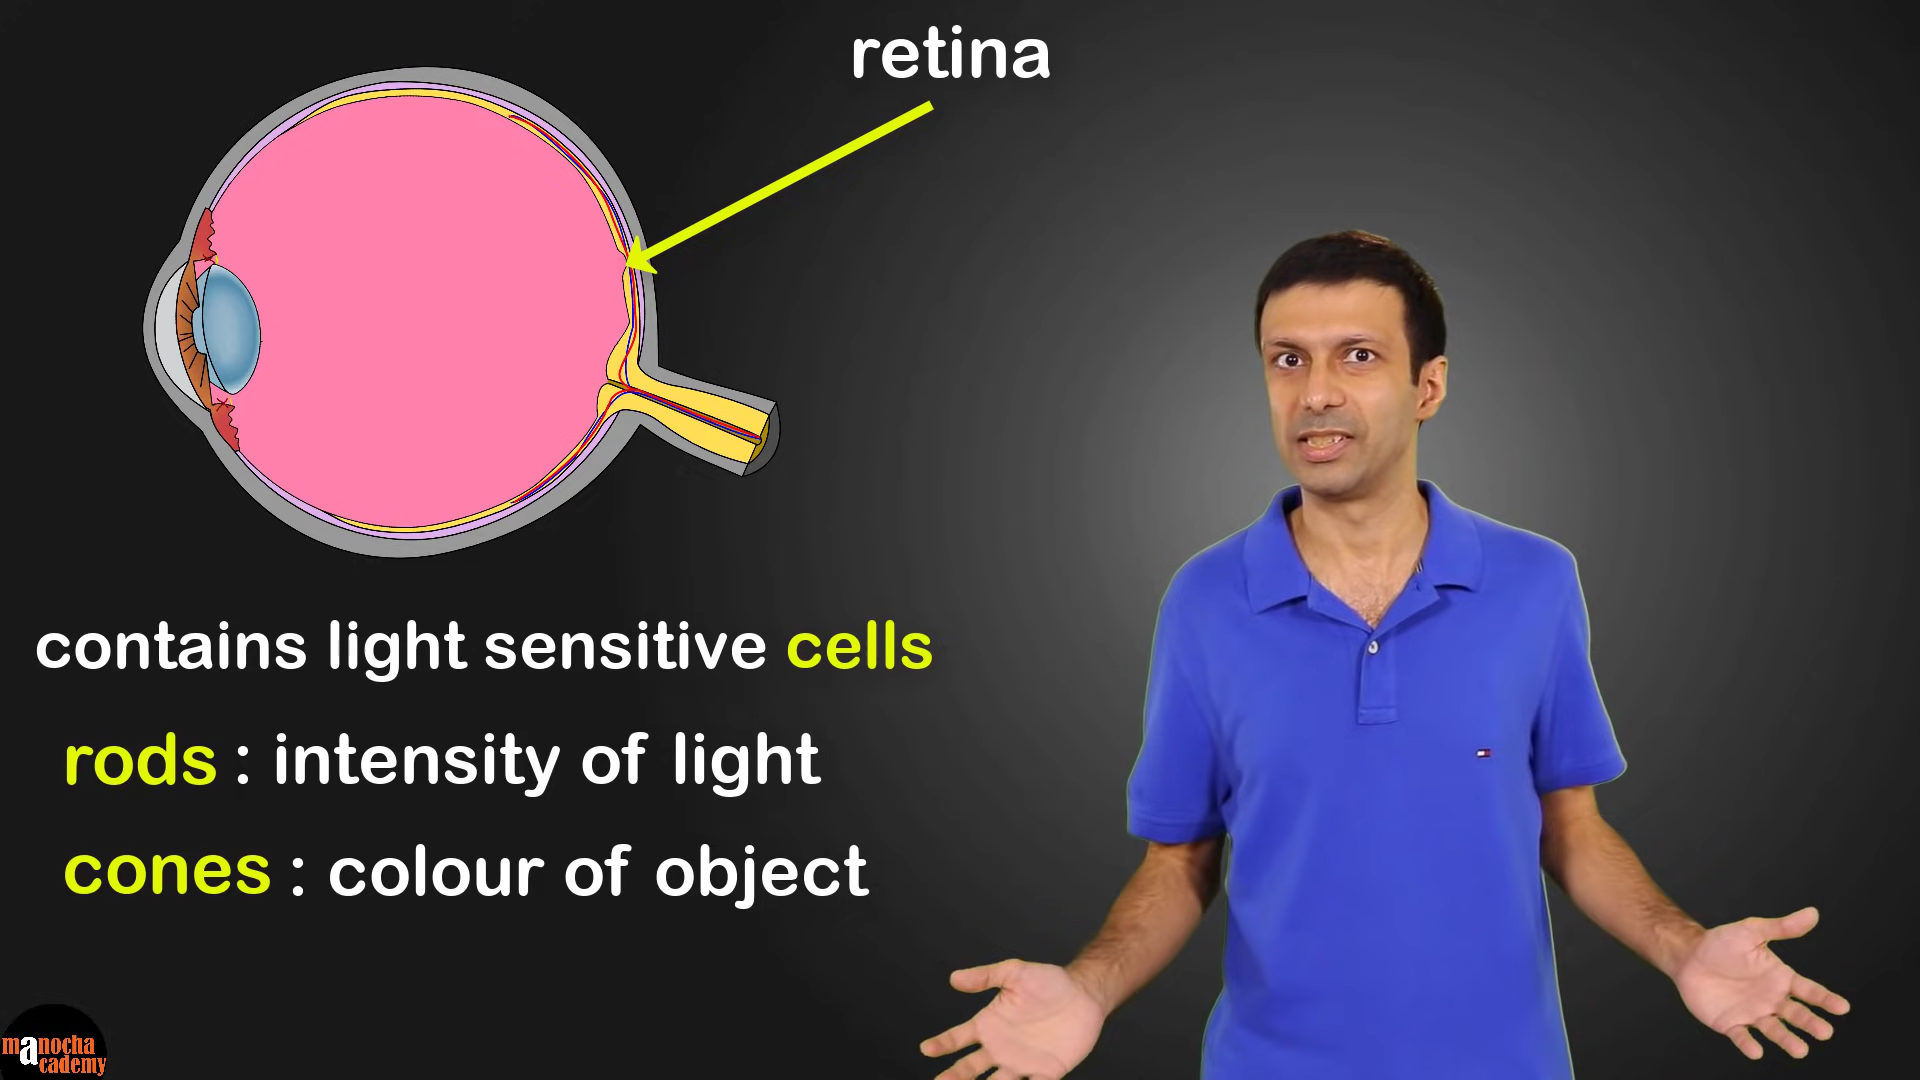 retina
contains light sensitive cells
rods : intensity of light
cones : colour of object
manocha
academy